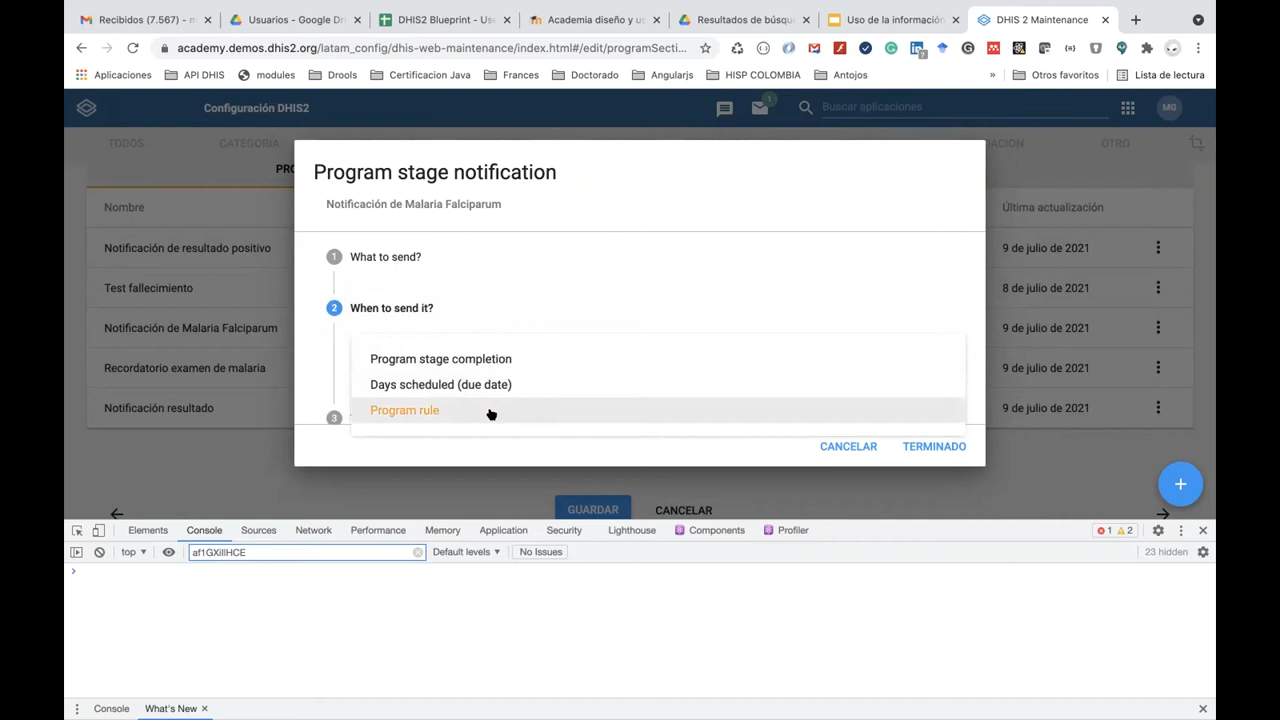 Recibidos (7.567) - m
Usuarios - Google Dri
DHIS2 Blueprint - Use
Academia diseño y us
Resultados de búsqu
Uso de la información
DHIS 2 Maintenance
academy.demos.dhis2.org/latam_config/dhis-web-maintenance/index.html#/edit/programSecti...
Aplicaciones
API DHIS
modules
Drools
Certificacion Java
Frances
Doctorado
Angularjs
HISP COLOMBIA
Antojos
»
Otros favoritos
Lista de lectura
Configuración DHIS2
1
Buscar aplicaciones
MG
TODOS
CATEGORÍA
OTRO
Program stage notification
Notificación de Malaria Falciparum
Nombre
Última actualización
Notificación de resultado positivo
9 de julio de 2021
1 What to send?
Test fallecimiento
8 de julio de 2021
2 When to send it?
Notificación de Malaria Falciparum
9 de julio de 2021
Program stage completion
Recordatorio examen de malaria
9 de julio de 2021
Days scheduled (due date)
Notificación resultado
9 de julio de 2021
Program rule
3
CANCELAR
TERMINADO
+
GUARDAR
CANCELAR
Elements
Console
Sources
Network
Performance
Memory
Application
Security
Lighthouse
Components
Profiler
1
2
top
Default levels
No Issues
23 hidden
Console
What's New